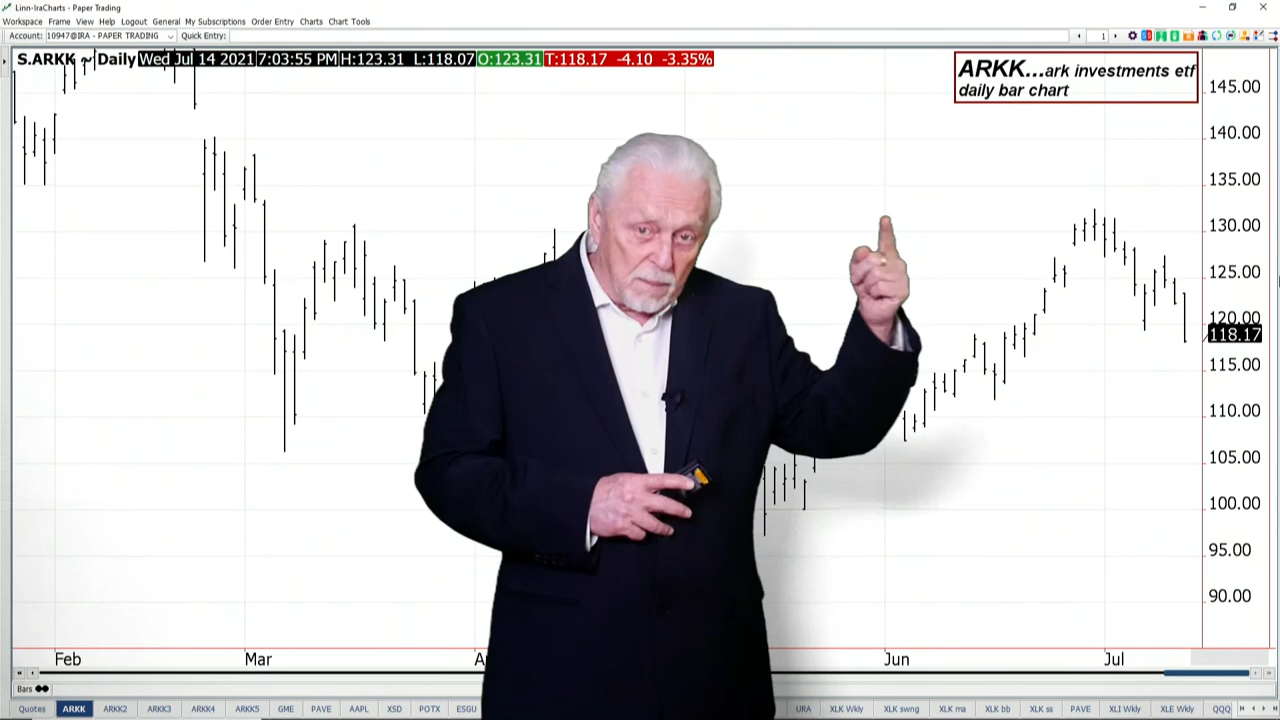 Linn-IraCharts - Paper Trading
Workspace Frame View Help Logout General My Subscriptions Order Entry Charts Chart Tools
Account: 10947@IRA - PAPER TRADING Quick Entry: 1
S.ARKK ~ Daily Wed Jul 14 2021 7:03:55 PM H:123.31 L:118.07 O:123.31 T:118.17 -4.10 -3.35%
ARKK...ark investments etf
daily bar chart
145.00
140.00
135.00
130.00
125.00
120.00
118.17
115.00
110.00
105.00
100.00
95.00
90.00
Feb Mar A Jun Jul
Bars
Quotes ARKK ARKK2 ARKK3 ARKK4 ARKK5 GME PAVE AAPL XSD POTX ESGU URA XLK Wkly XLK swng XLK ma XLK bb XLK ss PAVE XLI Wkly XLE Wkly QQQ